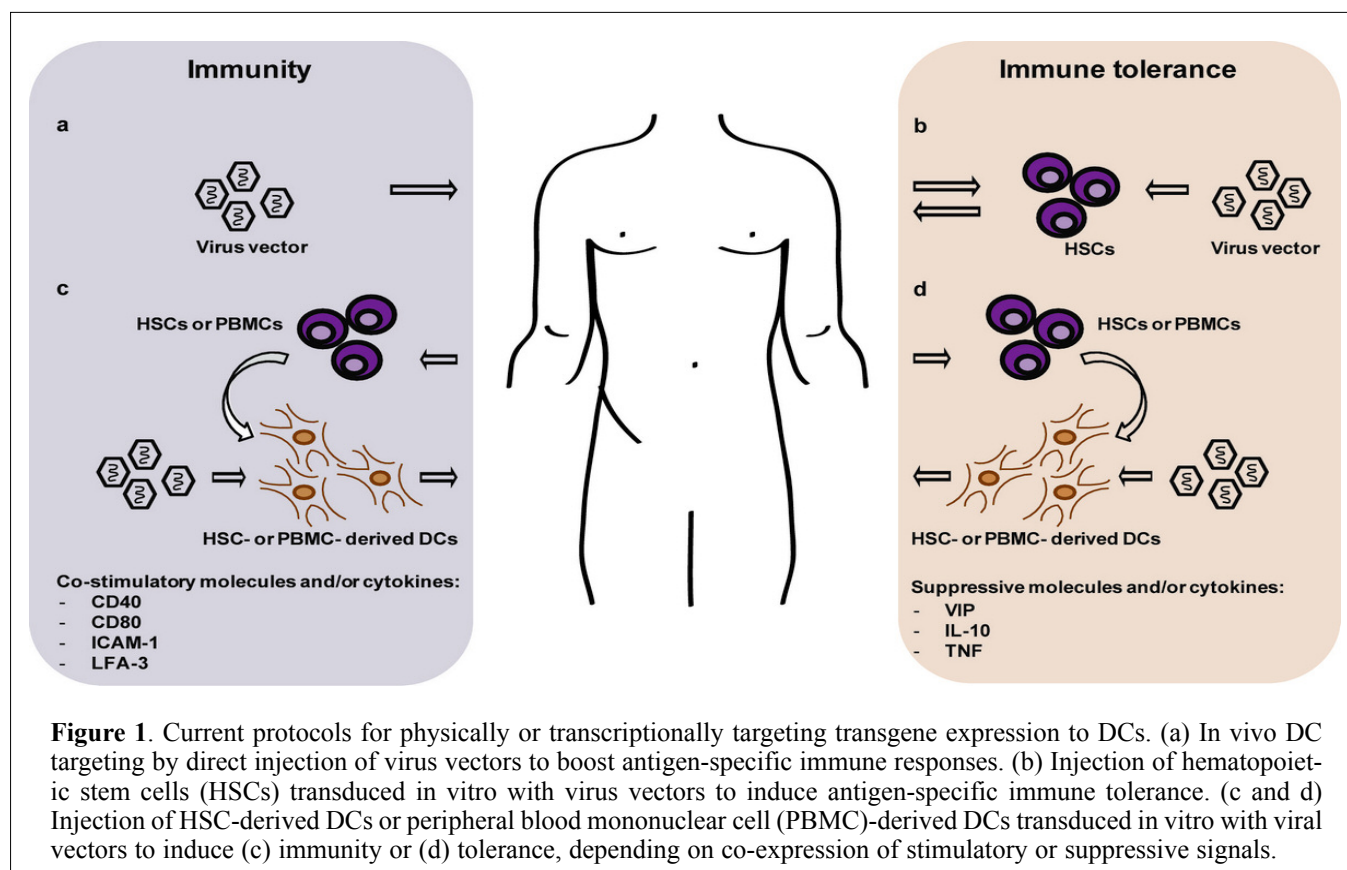 Immunity
a
Virus vector
c
HSCs or PBMCs
HSC- or PBMC- derived DCs
Co-stimulatory molecules and/or cytokines:
- CD40
- CD80
- ICAM-1
- LFA-3
Immune tolerance
b
HSCs
Virus vector
d
HSCs or PBMCs
HSC- or PBMC- derived DCs
Suppressive molecules and/or cytokines:
- VIP
- IL-10
- TNF
Figure 1. Current protocols for physically or transcriptionally targeting transgene expression to DCs. (a) In vivo DC
targeting by direct injection of virus vectors to boost antigen-specific immune responses. (b) Injection of hematopoiet-
ic stem cells (HSCs) transduced in vitro with virus vectors to induce antigen-specific immune tolerance. (c and d)
Injection of HSC-derived DCs or peripheral blood mononuclear cell (PBMC)-derived DCs transduced in vitro with viral
vectors to induce (c) immunity or (d) tolerance, depending on co-expression of stimulatory or suppressive signals.